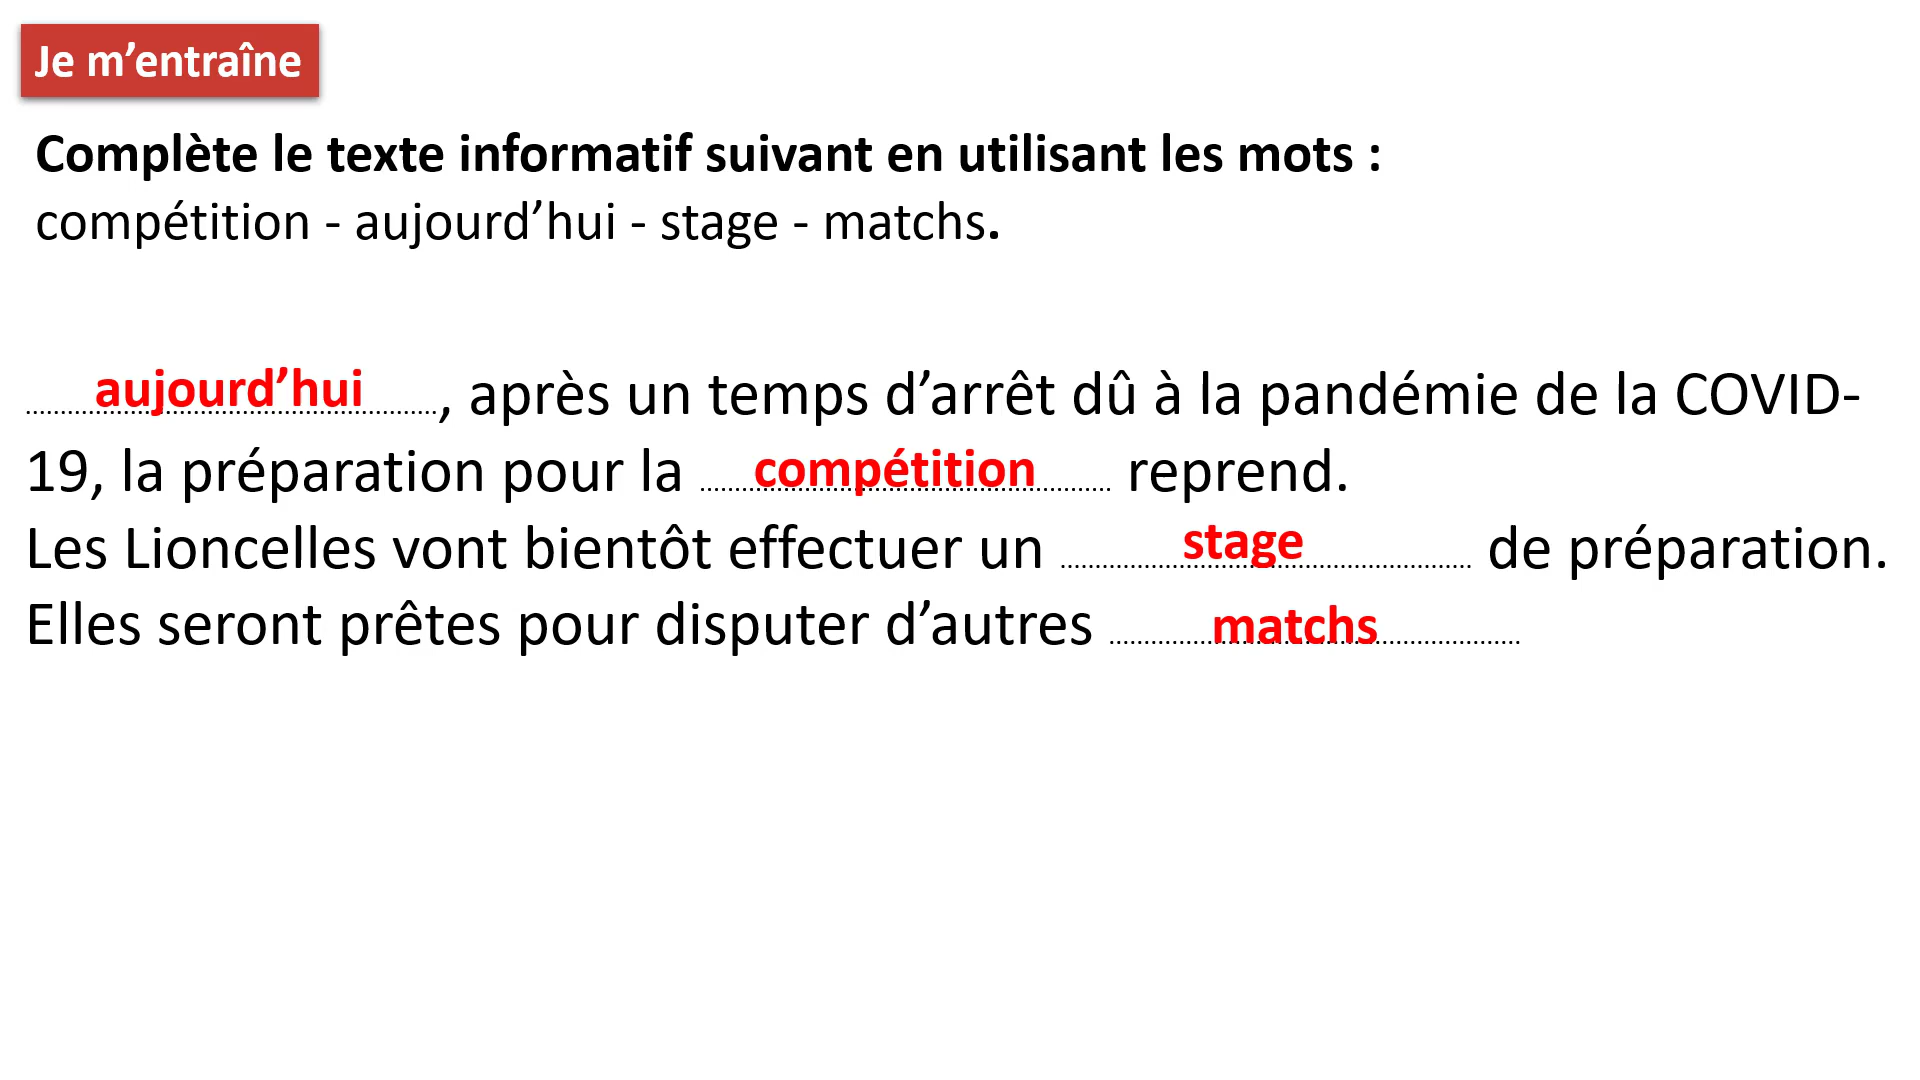 Je m’entraîne
Complète le texte informatif suivant en utilisant les mots :
compétition - aujourd’hui - stage - matchs.
aujourd’hui, après un temps d’arrêt dû à la pandémie de la COVID-
19, la préparation pour la compétition reprend.
Les Lioncelles vont bientôt effectuer un stage de préparation.
Elles seront prêtes pour disputer d’autres matchs